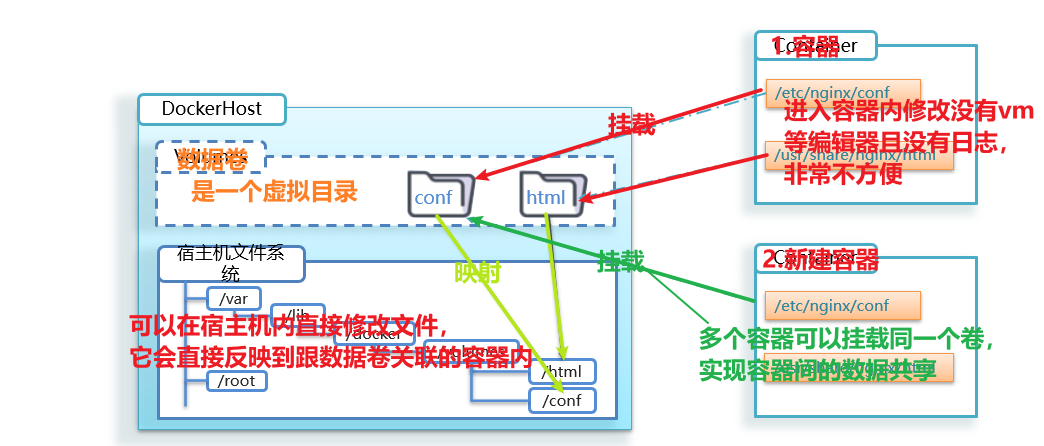 DockerHost
数据卷
是一个虚拟目录
conf
html
宿主机文件系
统
/var
/lib
/docker
/root
/html
/conf
可以在宿主机内直接修改文件，
它会直接反映到跟数据卷关联的容器内
映射
挂载
挂载
1.容器
Container
/etc/nginx/conf
进入容器内修改没有vm
等编辑器且没有日志，
非常不方便
/usr/share/nginx/html
2.新建容器
/etc/nginx/conf
多个容器可以挂载同一个卷，
实现容器间的数据共享